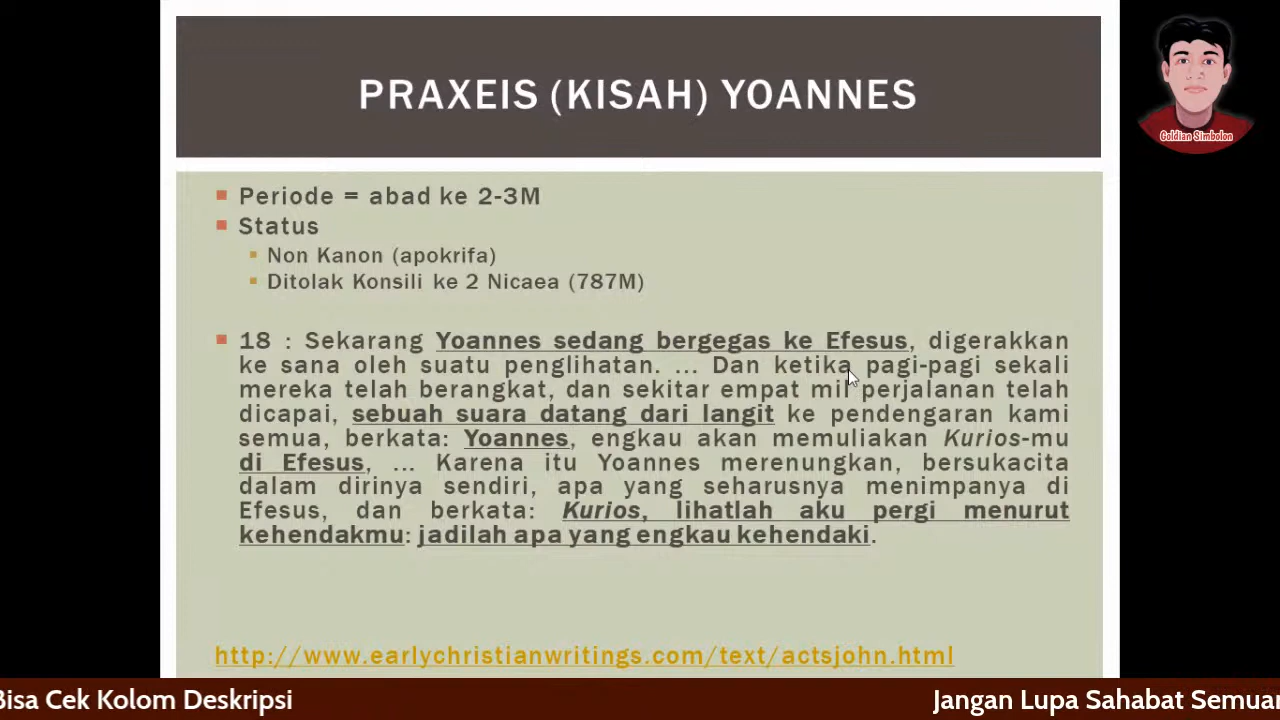 PRAXEIS (KISAH) YOANNES
Goldian Simbolon
Periode = abad ke 2-3M
Status
Non Kanon (apokrifa)
Ditolak Konsili ke 2 Nicaea (787M)
18 : Sekarang Yoannes sedang bergegas ke Efesus, digerakkan
ke sana oleh suatu penglihatan. ... Dan ketika pagi-pagi sekali
mereka telah berangkat, dan sekitar empat mil perjalanan telah
dicapai, sebuah suara datang dari langit ke pendengaran kami
semua, berkata: Yoannes, engkau akan memuliakan Kurios-mu
di Efesus, ... Karena itu Yoannes merenungkan, bersukacita
dalam dirinya sendiri, apa yang seharusnya menimpanya di
Efesus, dan berkata: Kurios, lihatlah aku pergi menurut
kehendakmu: jadilah apa yang engkau kehendaki.
http://www.earlychristianwritings.com/text/actsjohn.html
Bisa Cek Kolom Deskripsi
Jangan Lupa Sahabat Semuan